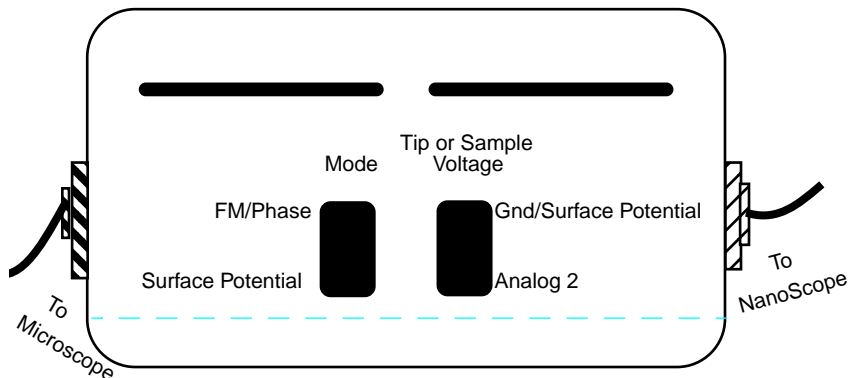 Tip or Sample
Mode
Voltage
FM/Phase
Gnd/Surface Potential
Surface Potential
Analog 2
To
Microscope
To
NanoScope